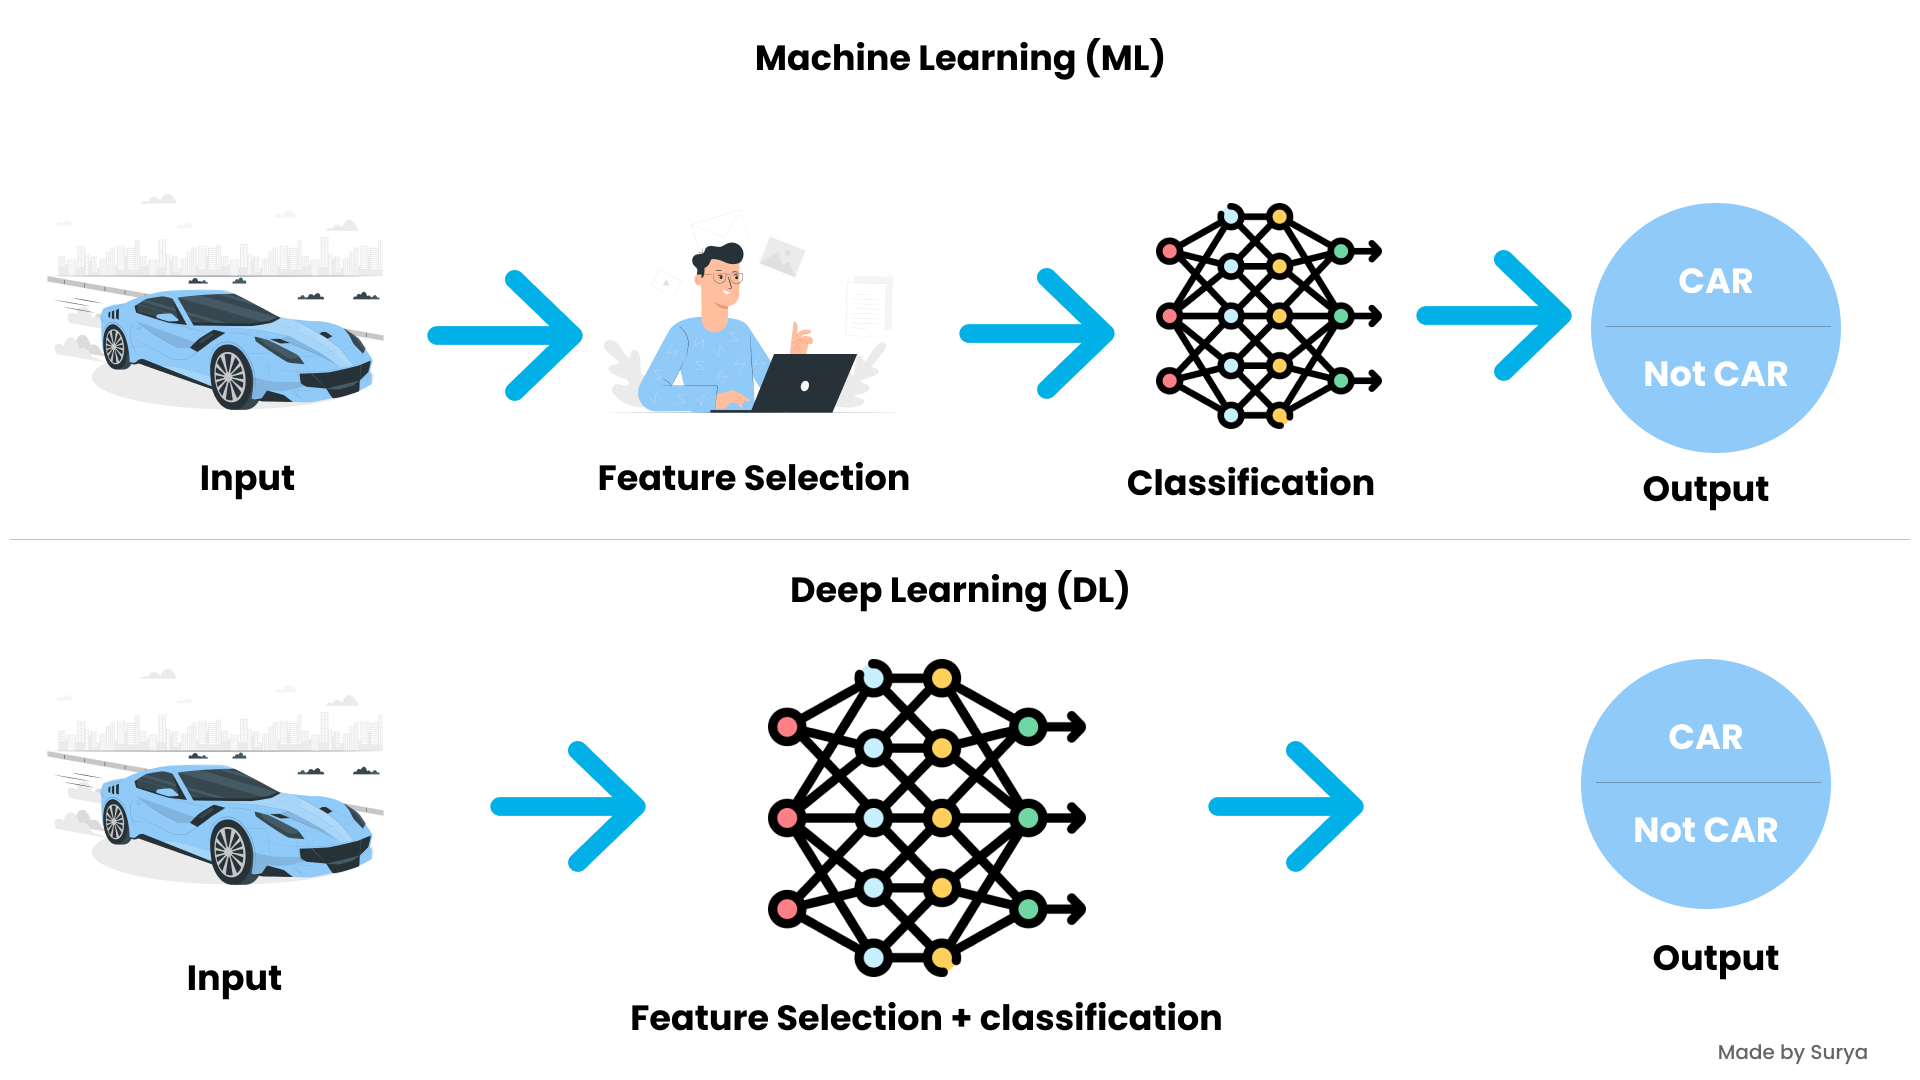 Machine Learning (ML)
CAR
Not CAR
Input
Feature Selection
Classification
Output
Deep Learning (DL)
CAR
Not CAR
Input
Feature Selection + classification
Output
Made by Surya